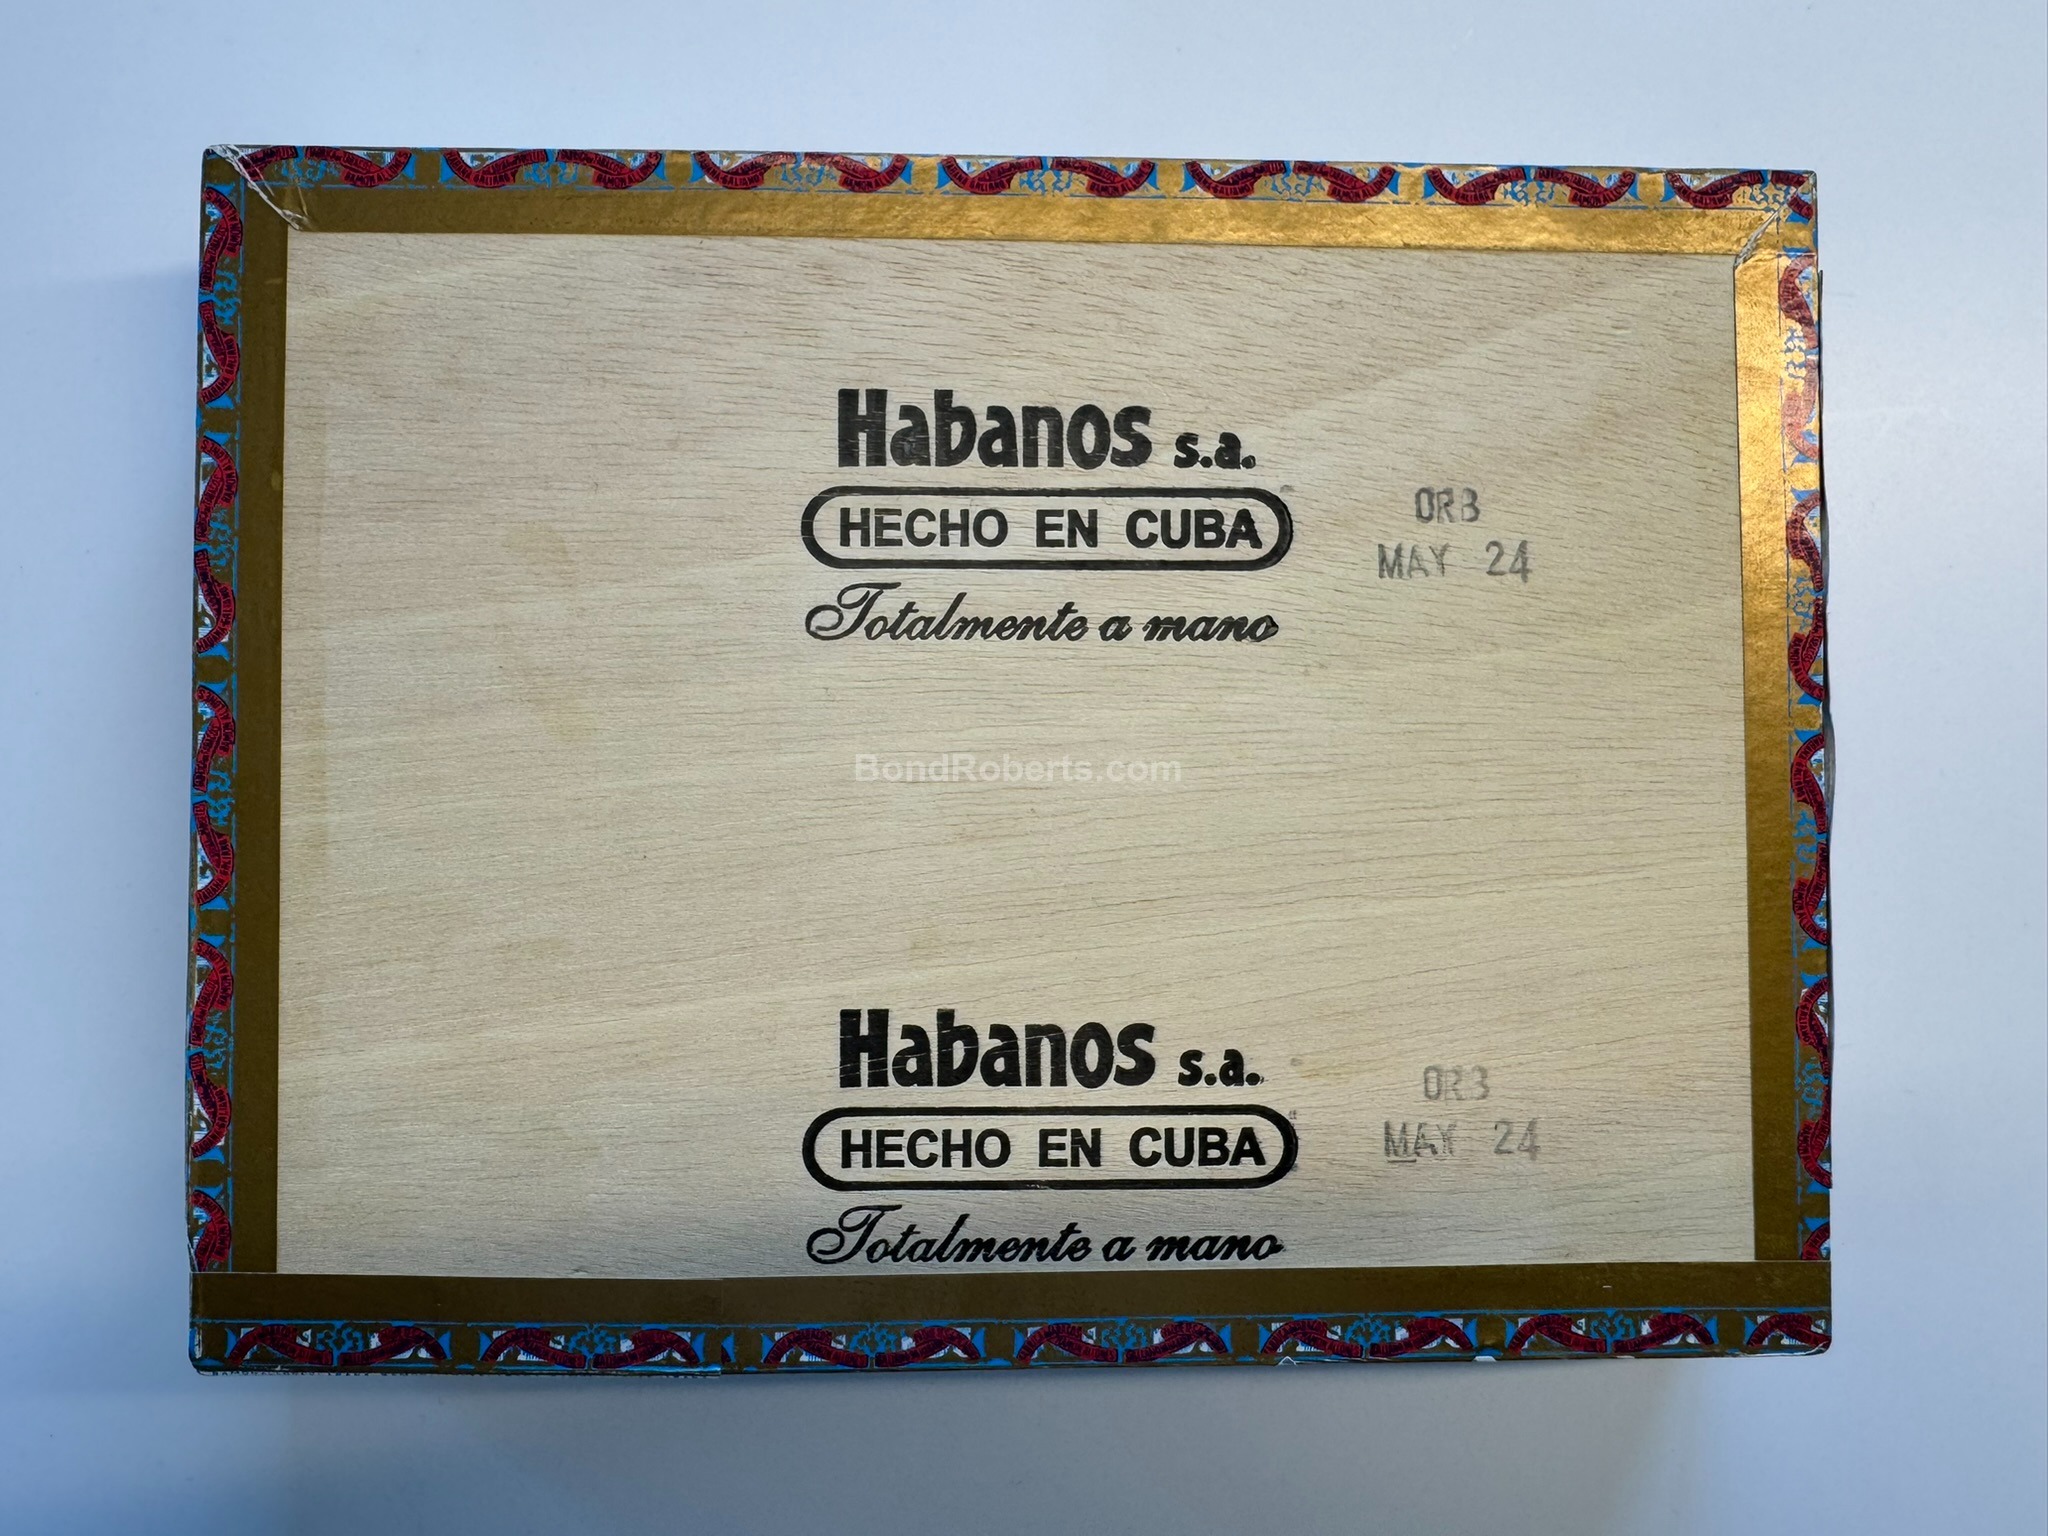 Habanos s.a.
HECHO EN CUBA
ORB
MAY 24
Totalmente a mano
BondRoberts.com
Habanos s.a.
HECHO EN CUBA
ORB
MAY 24
Totalmente a mano